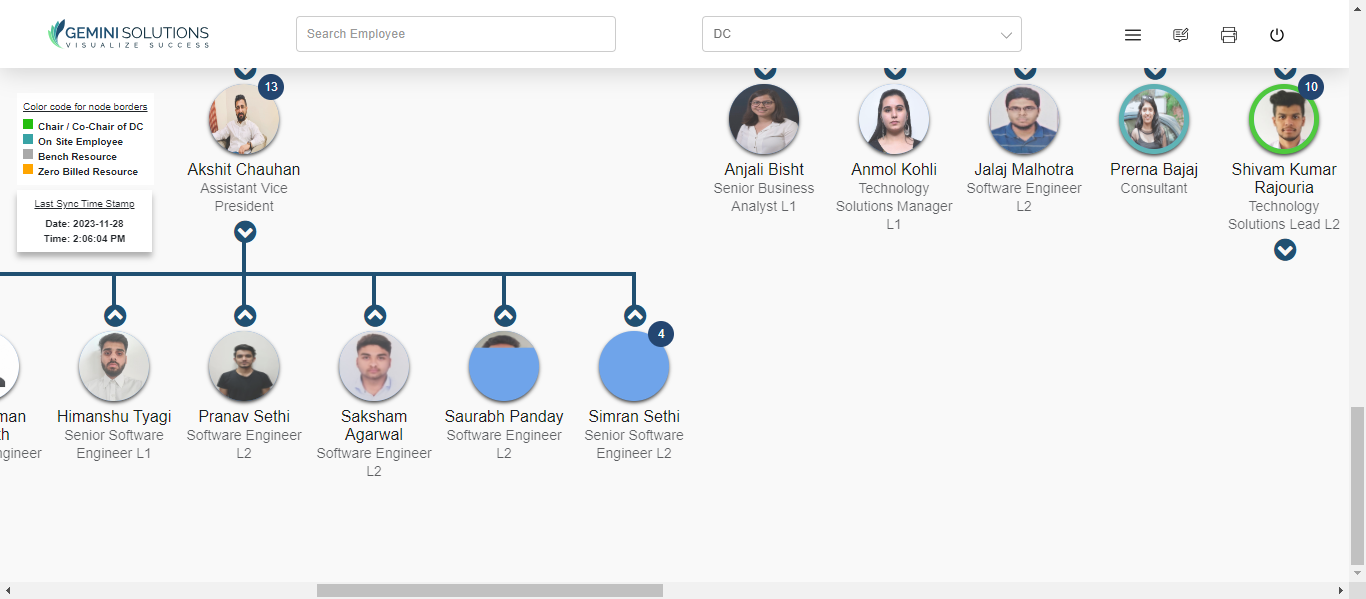 GEMINI SOLUTIONS
VISUALIZE SUCCESS
Search Employee
DC
Color code for node borders
Chair / Co-Chair of DC
On Site Employee
Bench Resource
Zero Billed Resource
Last Sync Time Stamp
Date: 2023-11-28
Time: 2:06:04 PM
13
Akshit Chauhan
Assistant Vice
President
Anjali Bisht
Senior Business
Analyst L1
Anmol Kohli
Technology
Solutions Manager
L1
Jalaj Malhotra
Software Engineer
L2
Prerna Bajaj
Consultant
10
Shivam Kumar
Rajouria
Technology
Solutions Lead L2
Himanshu Tyagi
Senior Software
Engineer L1
Pranav Sethi
Software Engineer
L2
Saksham
Agarwal
Software Engineer
L2
Saurabh Panday
Software Engineer
L2
4
Simran Sethi
Senior Software
Engineer L2